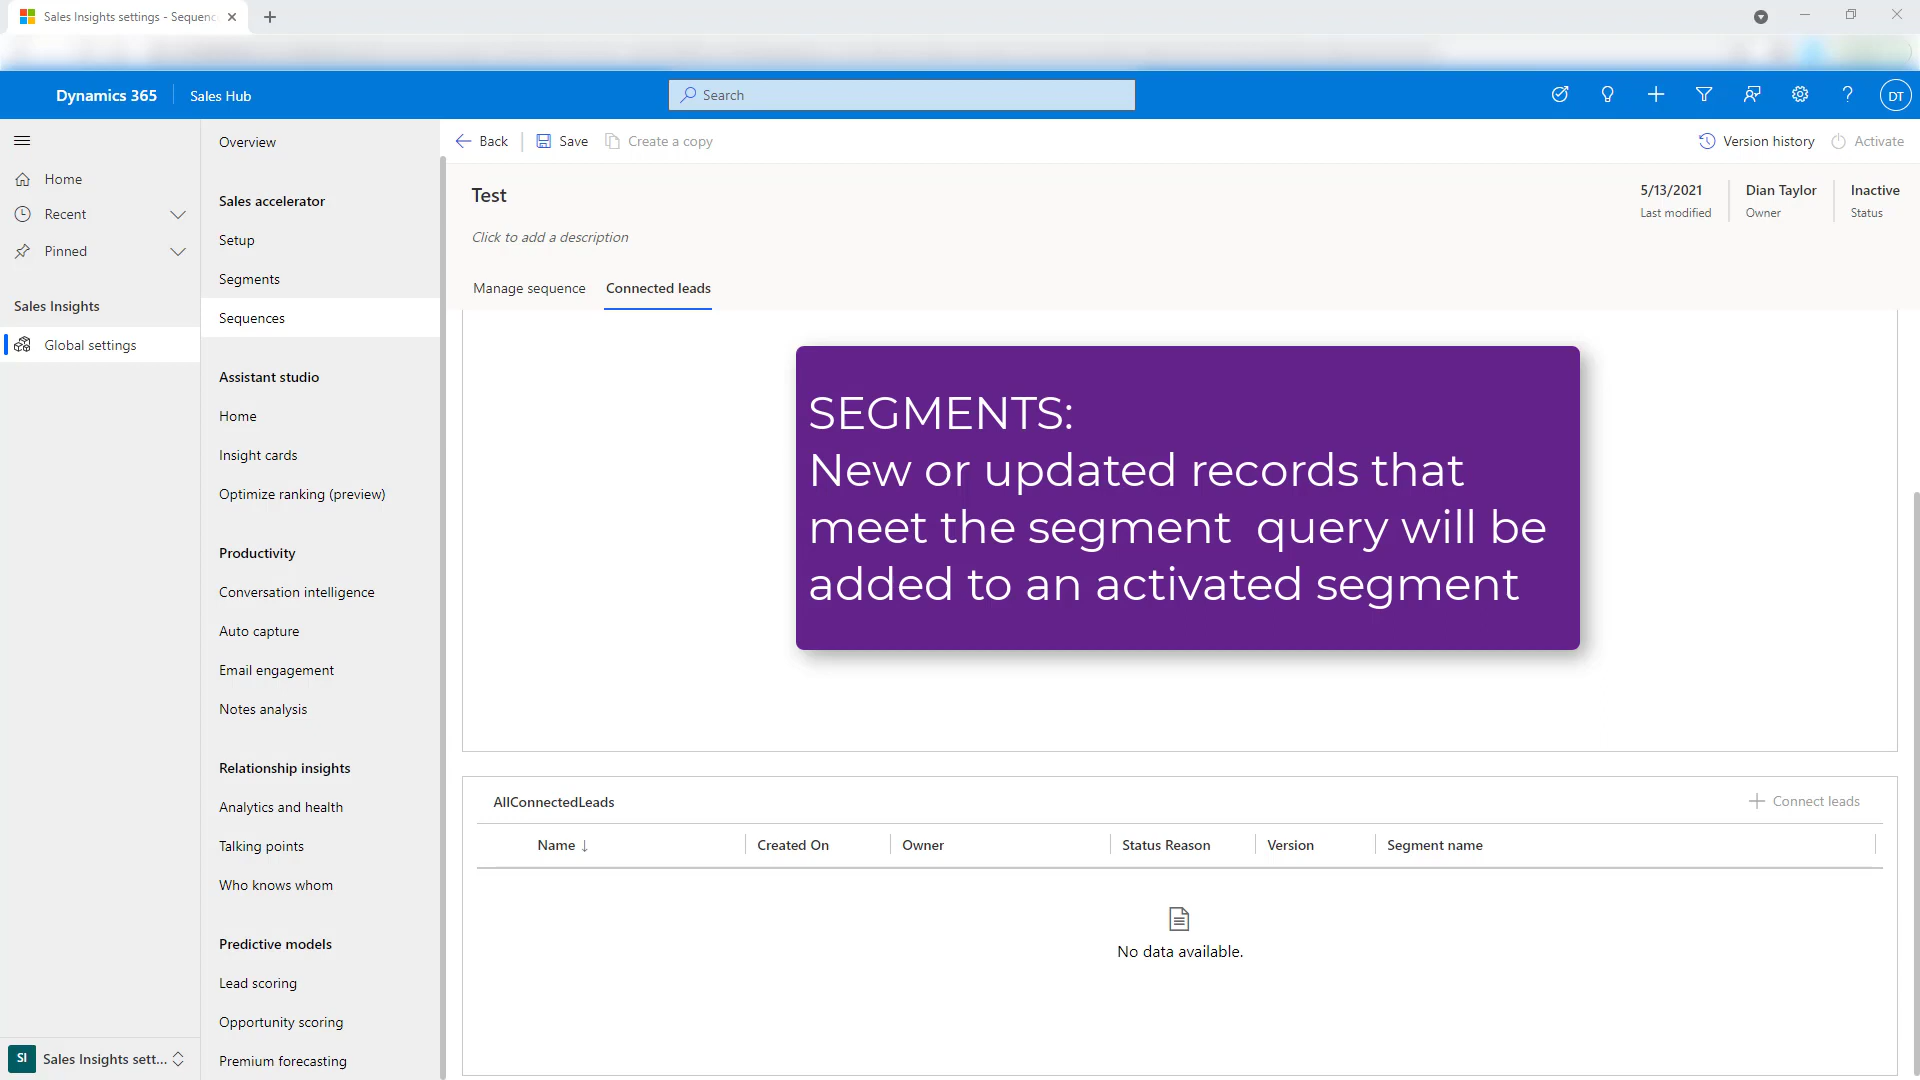 Sales Insights settings - Sequenc
Dynamics 365
Sales Hub
Search
DT
Home
Recent
Pinned
Sales Insights
Global settings
SI
Sales Insights sett...
Overview
Sales accelerator
Setup
Segments
Sequences
Assistant studio
Home
Insight cards
Optimize ranking (preview)
Productivity
Conversation intelligence
Auto capture
Email engagement
Notes analysis
Relationship insights
Analytics and health
Talking points
Who knows whom
Predictive models
Lead scoring
Opportunity scoring
Premium forecasting
Back
Save
Create a copy
Version history
Activate
Test
Click to add a description
5/13/2021
Last modified
Dian Taylor
Owner
Inactive
Status
Manage sequence
Connected leads
SEGMENTS:
New or updated records that
meet the segment query will be
added to an activated segment
AllConnectedLeads
Connect leads
Name
Created On
Owner
Status Reason
Version
Segment name
No data available.